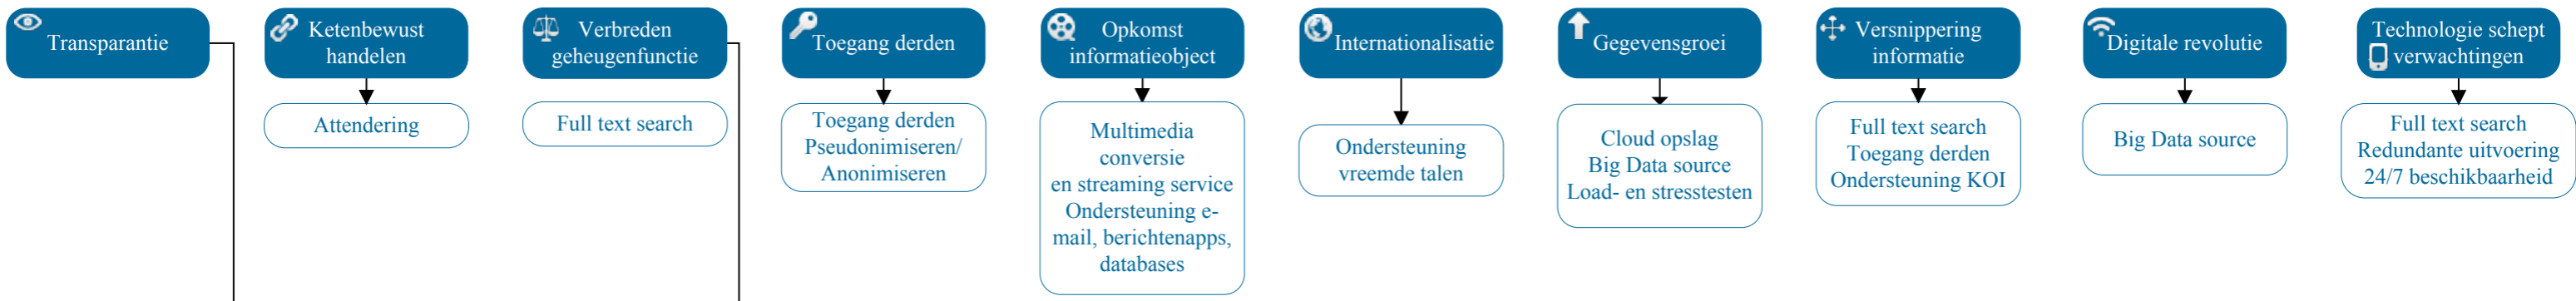 Transparantie
Ketenbewust
handelen
Verbreden
geheugenfunctie
Toegang derden
Opkomst
informatieobject
Internationalisatie
Gegevensgroei
Versnippering
informatie
Digitale revolutie
Technologie schept
verwachtingen
Attendering
Full text search
Toegang derden
Pseudonimiseren/
Anonimiseren
Multimedia
conversie
en streaming service
Ondersteuning e-
mail, berichtenapps,
databases
Ondersteuning
vreemde talen
Cloud opslag
Big Data source
Load- en stresstesten
Full text search
Toegang derden
Ondersteuning KOI
Big Data source
Full text search
Redundante uitvoering
24/7 beschikbaarheid